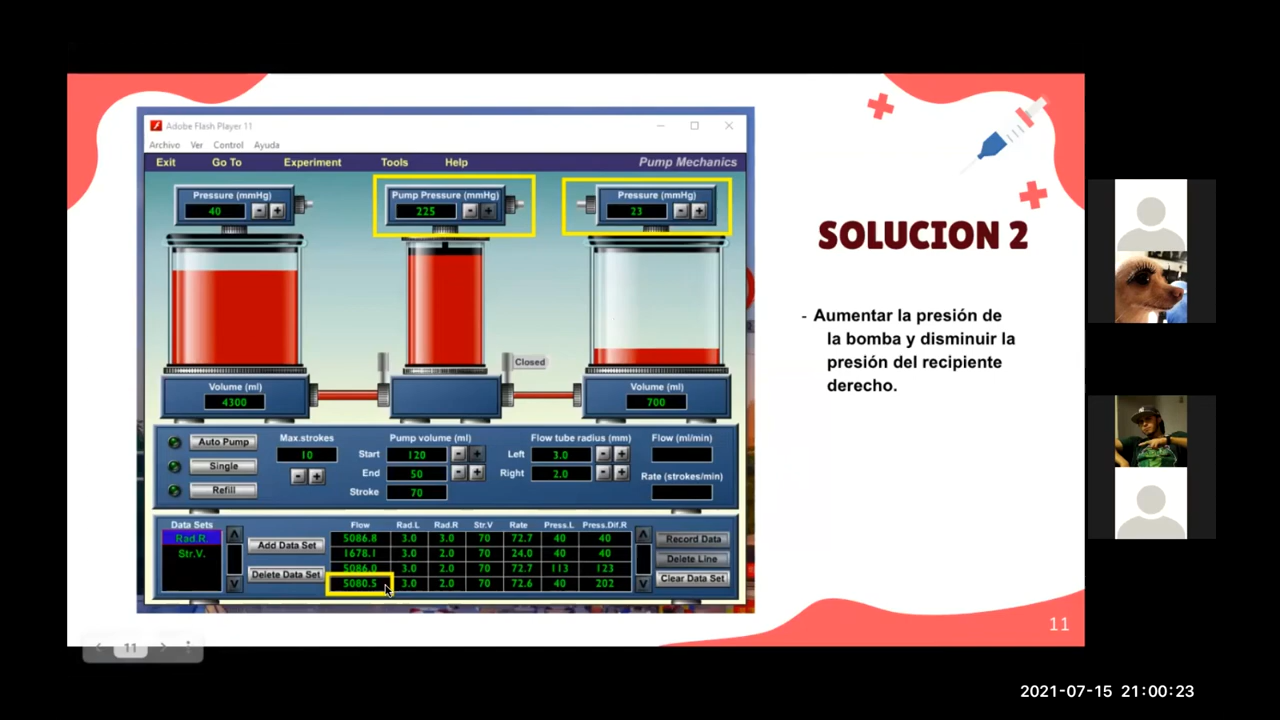 Adobe Flash Player 11
Archivo Ver Control Ayuda
Exit Go To Experiment Tools Help Pump Mechanics
Pressure (mmHg) Pump Pressure (mmHg) Pressure (mmHg)
40 - + 225 - + 23 - +
SOLUCION 2
- Aumentar la presión de
la bomba y disminuir la
presión del recipiente
derecho.
Closed
Volume (ml) Volume (ml)
4300 700
Auto Pump
Single
Refill
Max.strokes
10
- +
Pump volume (ml)
Start 120 - +
End 50 - +
Stroke 70
Flow tube radius (mm)
Left 3.0 - +
Right 2.0 - +
Flow (ml/min)
Rate (strokes/min)
Data Sets
Rad.R.
Str.V.
Add Data Set
Delete Data Set
Flow Rad.L Rad.R Str.V Rate Press.L Press.Dif.R
5086.8 3.0 3.0 70 72.7 40 40
1678.1 3.0 2.0 70 24.0 40 40
5086.0 3.0 2.0 70 72.7 113 123
5080.5 3.0 2.0 70 72.6 40 202
Record Data
Delete Line
Clear Data Set
11
11
2021-07-15 21:00:23